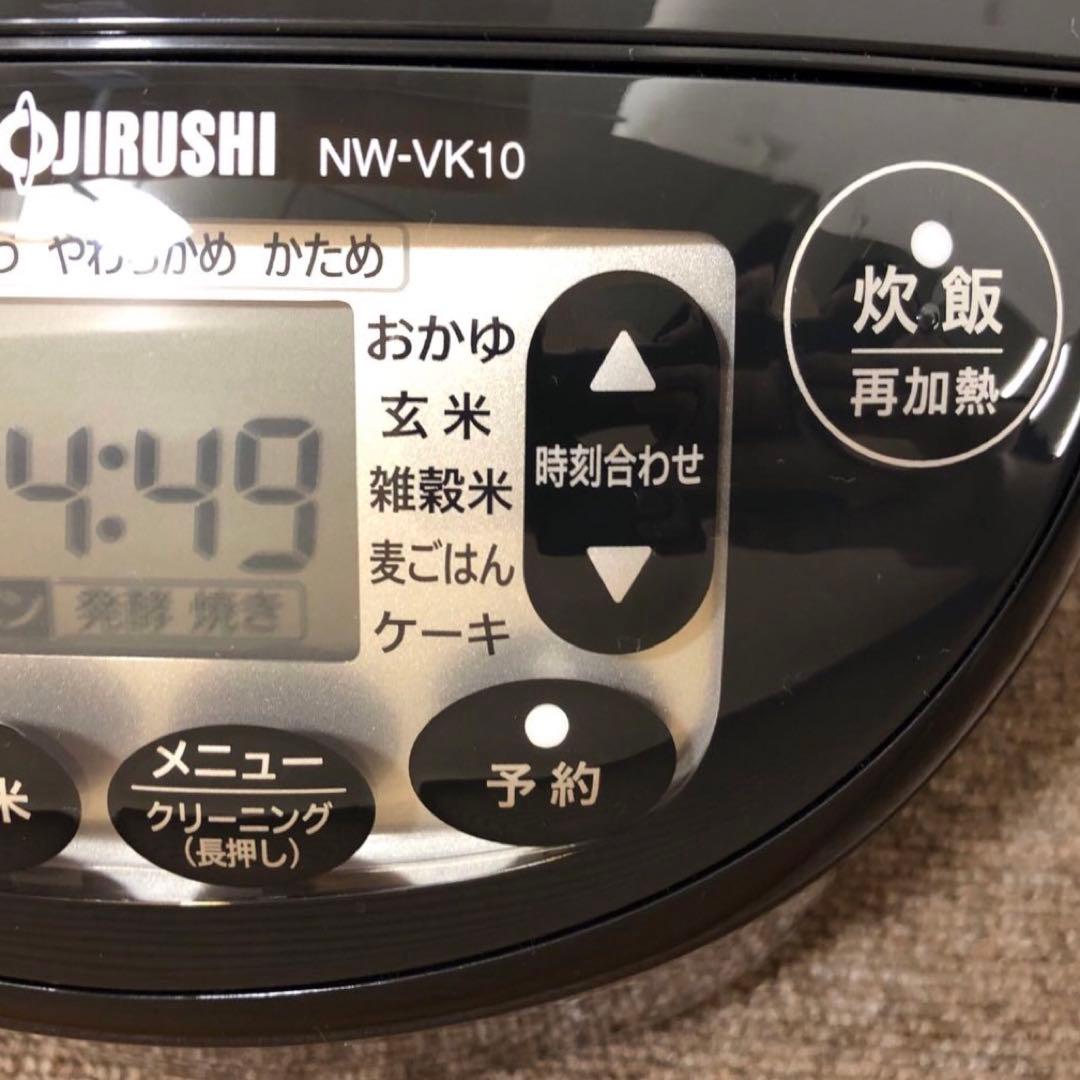 OJIRUSHI NW-VK10
つ やわらかめ かため
おかゆ
玄米
雑穀米
麦ごはん
ケーキ
4:49
ン 発酵 焼き
時刻合わせ
炊飯
再加熱
米
メニュー
クリーニング
(長押し)
予約